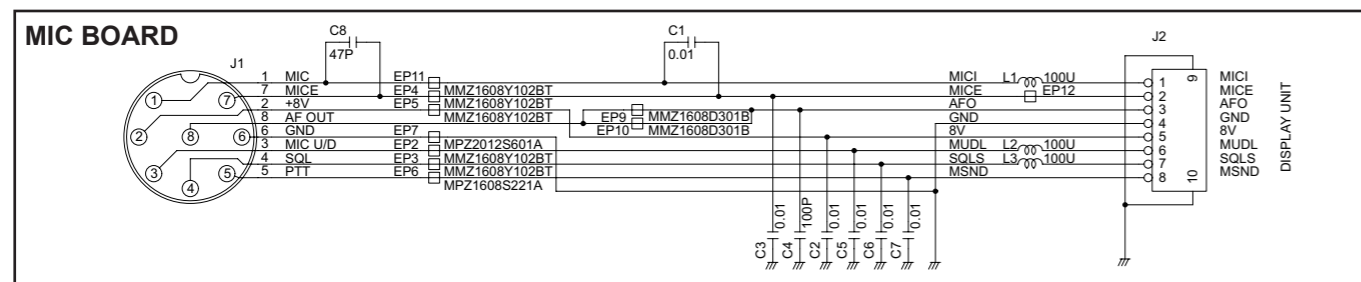 MIC BOARD
C8
47P
C1
0.01
J1
J2
1 MIC EP11 MICI L1 100U 1 9 MICI
7 MICE EP4 MMZ1608Y102BT MICE EP12 2 MICE
2 +8V EP5 MMZ1608Y102BT AFO 3 AFO
8 AF OUT MMZ1608Y102BT EP9 MMZ1608D301B GND 4 GND
6 GND EP7 EP10 MMZ1608D301B 8V 5 8V
3 MIC U/D EP2 MPZ2012S601A MUDL L2 100U 6 MUDL
4 SQL EP3 MMZ1608Y102BT SQLS L3 100U 7 SQLS
5 PTT EP6 MMZ1608Y102BT MSND 8 10 MSND
MPZ1608S221A
DISPLAY UNIT
1 7
2 8 6
3 4 5
C3 0.01
C4 100P
C2 0.01
C5 0.01
C6 0.01
C7 0.01